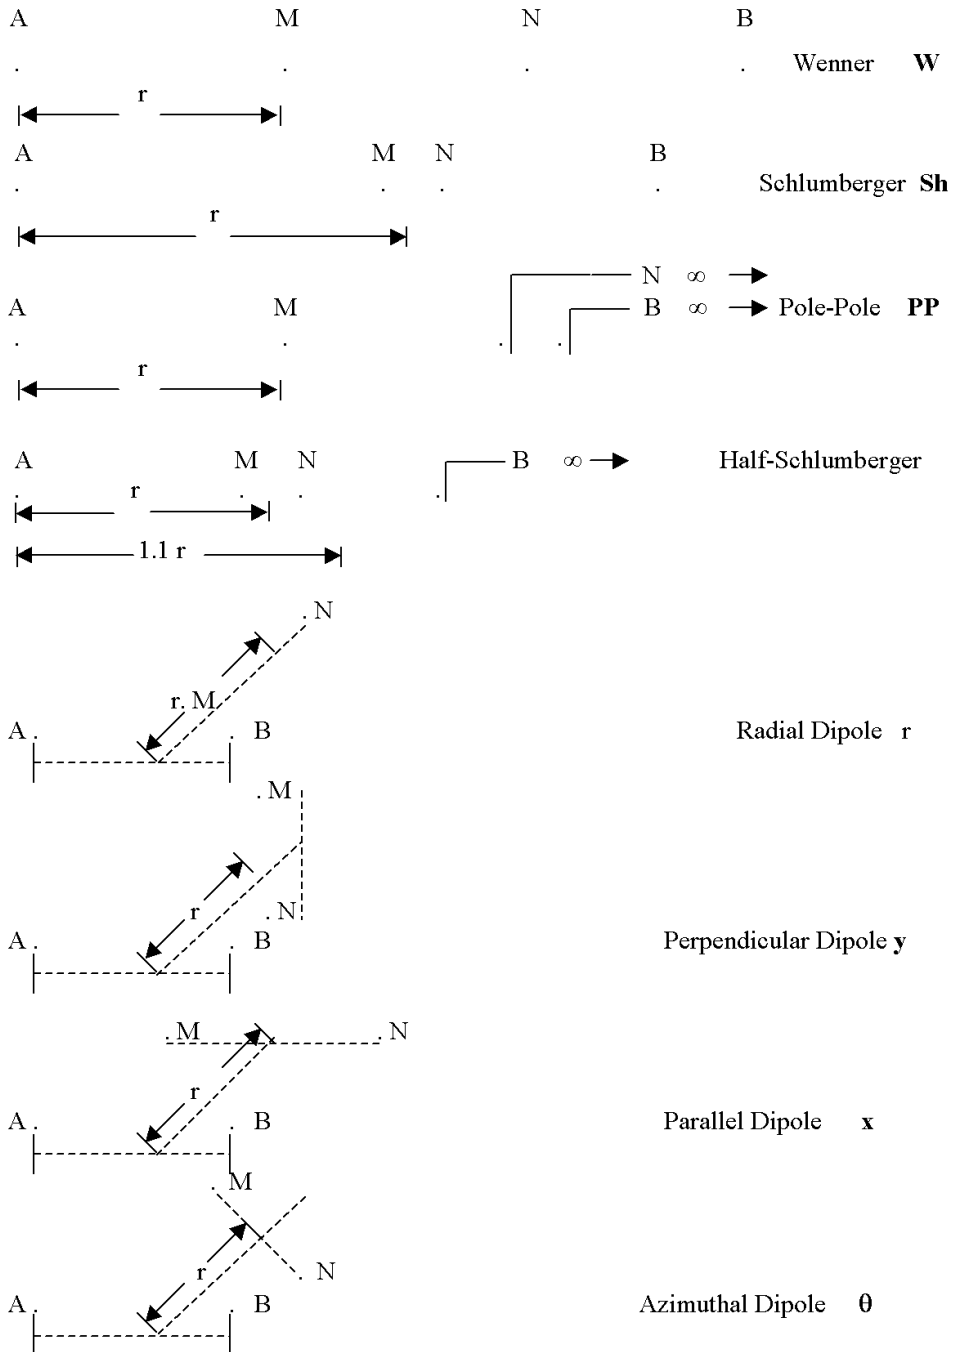 A M N B
Wenner W
r
A M N B
Schlumberger Sh
r
N ∞
A M B ∞ Pole-Pole PP
r
A M N B ∞ Half-Schlumberger
r
1.1 r
N
r M
A B Radial Dipole r
M
r N
A B Perpendicular Dipole y
M N
r
A B Parallel Dipole x
M
r N
A B Azimuthal Dipole θ